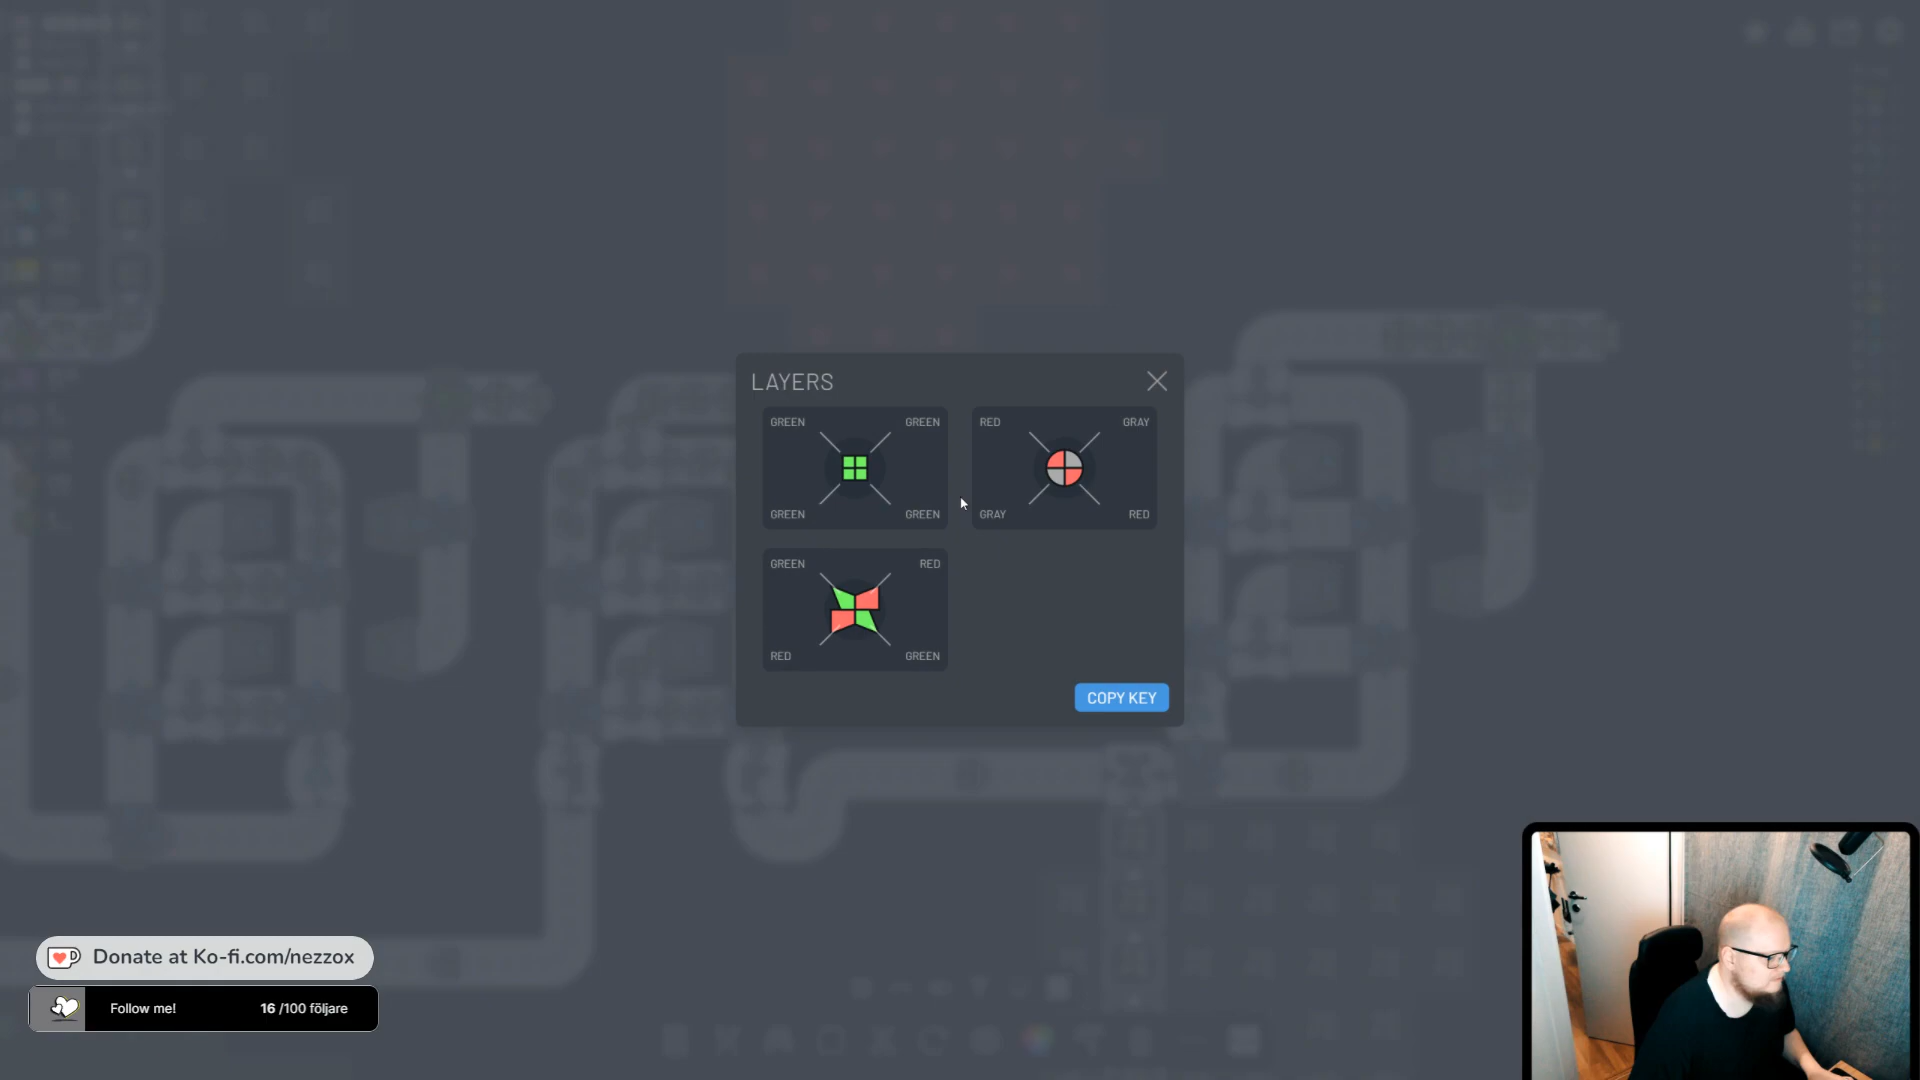 LAYERS
GREEN GREEN
GREEN GREEN
RED GRAY
GRAY RED
GREEN RED
RED GREEN
COPY KEY
Donate at Ko-fi.com/nezzox
Follow me! 16 /100 följare